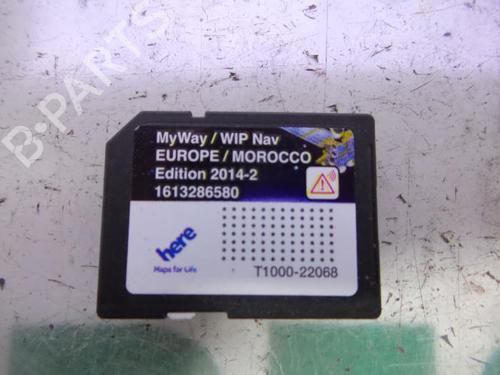 B-PARTS
MyWay / WIP Nav
EUROPE / MOROCCO
Edition 2014-2
1613286580
here
Maps for Life
T1000-22068